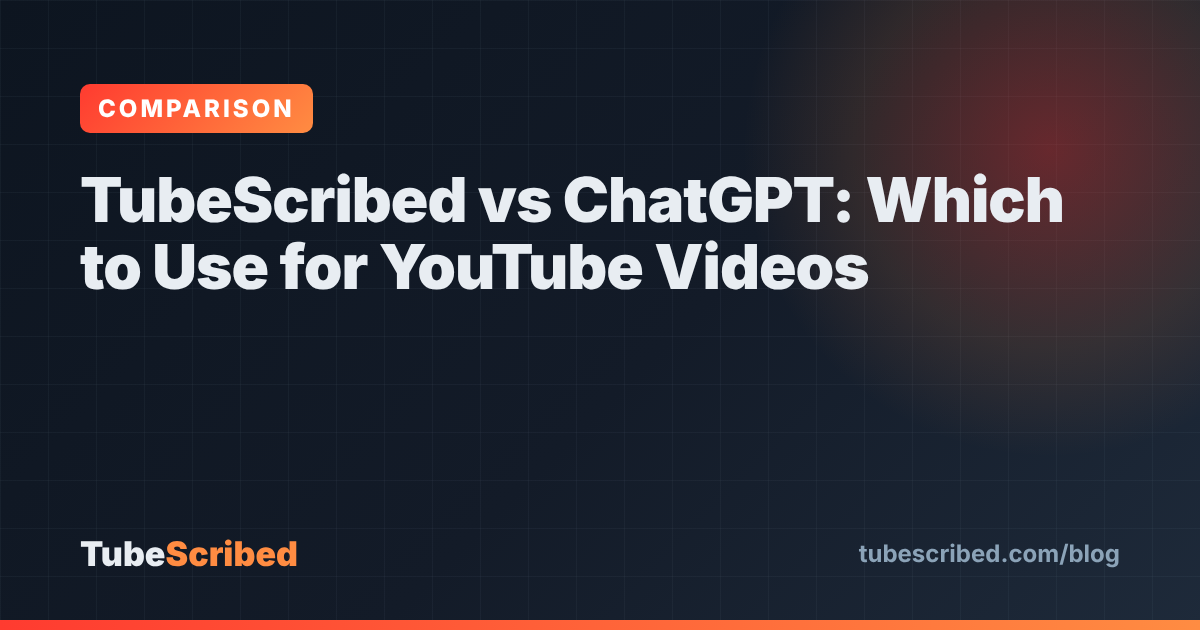 COMPARISON
TubeScribed vs ChatGPT: Which
to Use for YouTube Videos
TubeScribed
tubescribed.com/blog